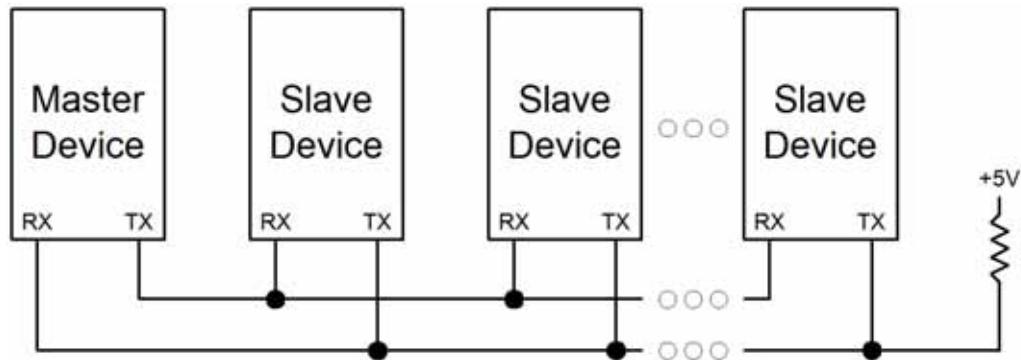 Master
Device
Slave
Device
Slave
Device
Slave
Device
+5V
RX TX
RX TX
RX TX
RX TX